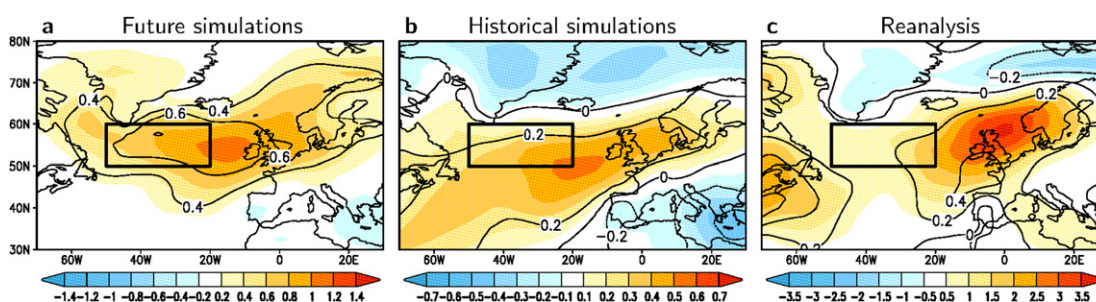 a Future simulations
b Historical simulations
c Reanalysis
80N
70N
60N
50N
40N
30N
0.4
0.6
0.4
0.6
0.4
0
0.2
0
-0.2
-0.2
0
0.2
0.4
0.2
0
0.2
60W 40W 20W 0 20E
60W 40W 20W 0 20E
60W 40W 20W 0 20E
-1.4 -1.2 -1 -0.8 -0.6 -0.4 -0.2 0.2 0.4 0.6 0.8 1 1.2 1.4
-0.7 -0.6 -0.5 -0.4 -0.3 -0.2 -0.1 0.1 0.2 0.3 0.4 0.5 0.6 0.7
-3.5 -3 -2.5 -2 -1.5 -1 -0.5 0.5 1 1.5 2 2.5 3 3.5